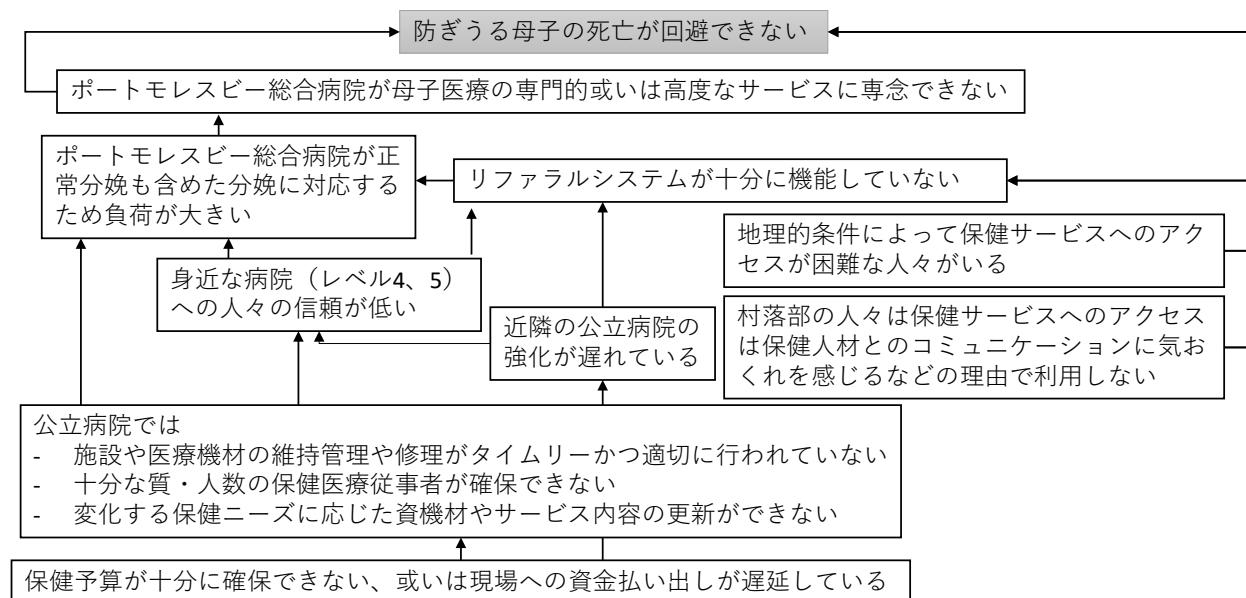 防ぎうる母子の死亡が回避できない
ポートモレスビー総合病院が母子医療の専門的或いは高度なサービスに専念できない
ポートモレスビー総合病院が正
常分娩も含めた分娩に対応する
ため負荷が大きい
リファラルシステムが十分に機能していない
地理的条件によって保健サービスへのアク
セスが困難な人々がいる
身近な病院（レベル4、5）
への人々の信頼が低い
近隣の公立病院の
強化が遅れている
村落部の人々は保健サービスへのアクセス
は保健人材とのコミュニケーションに気お
くれを感じるなどの理由で利用しない
公立病院では
- 施設や医療機材の維持管理や修理がタイムリーかつ適切に行われていない
- 十分な質・人数の保健医療従事者が確保できない
- 変化する保健ニーズに応じた資機材やサービス内容の更新ができない
保健予算が十分に確保できない、或いは現場への資金払い出しが遅延している